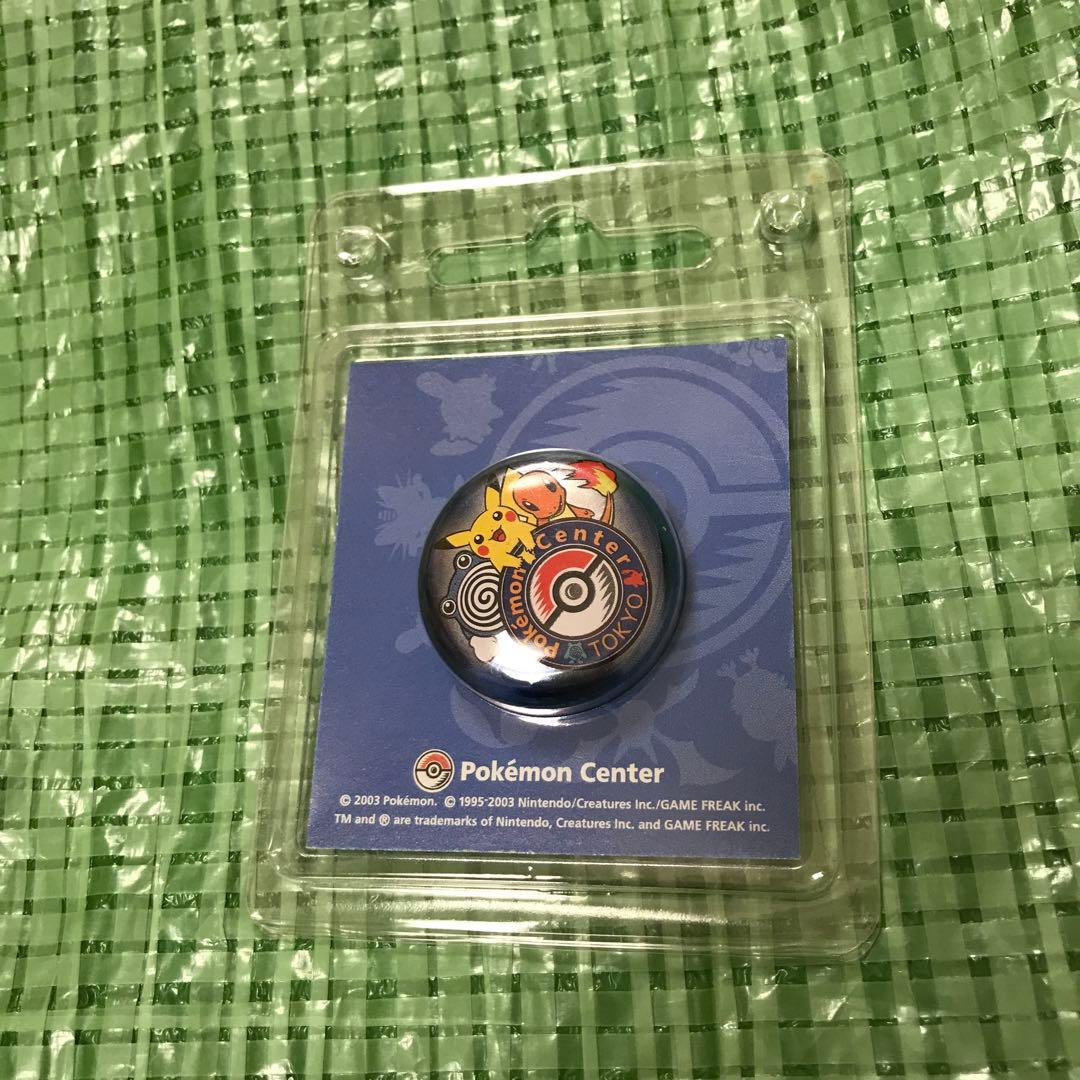 Pokémon Center
TOKYO
Pokémon Center
© 2003 Pokémon. © 1995-2003 Nintendo/Creatures Inc./GAME FREAK inc.
TM and ® are trademarks of Nintendo, Creatures Inc. and GAME FREAK inc.